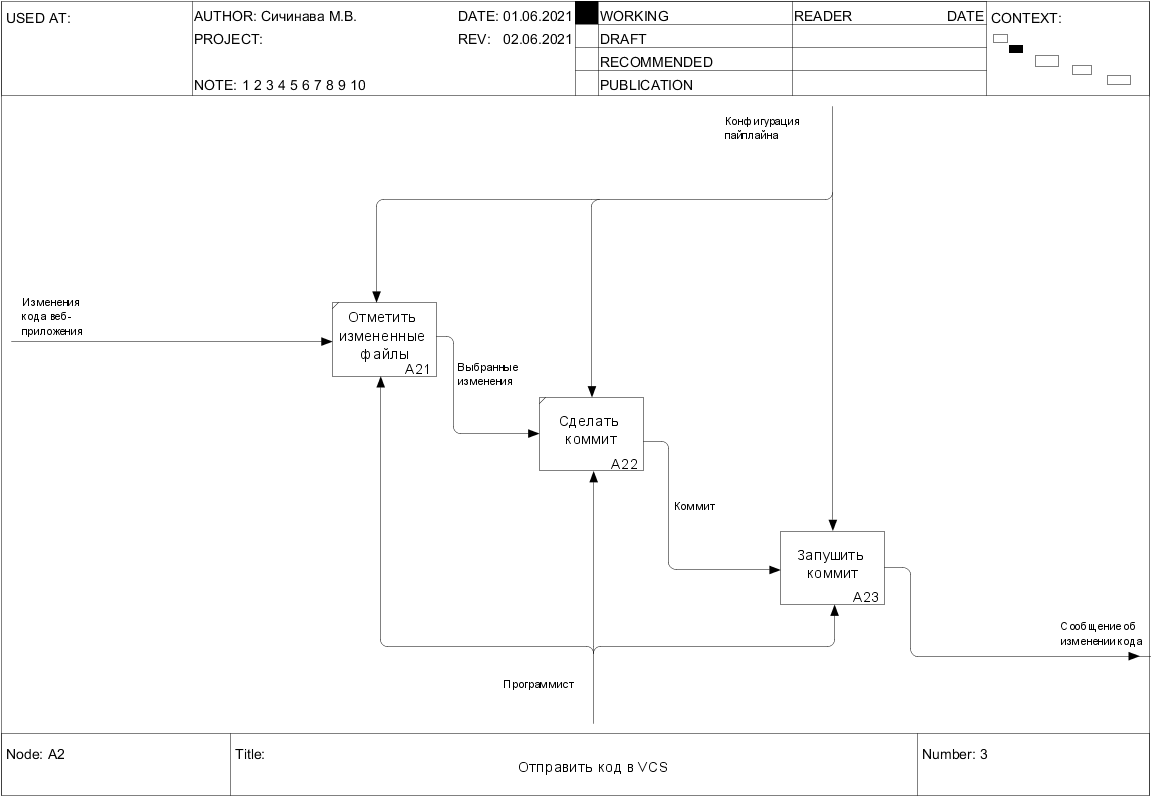 USED AT:
AUTHOR: Сичинава М.В.
DATE: 01.06.2021
WORKING
READER
DATE
CONTEXT:
PROJECT:
REV: 02.06.2021
DRAFT
RECOMMENDED
NOTE: 1 2 3 4 5 6 7 8 9 10
PUBLICATION
Конфигурация
пайплайна
Изменения
кода веб-
приложения
Отметить
измененные
файлы
A21
Выбранные
изменения
Сделать
коммит
A22
Коммит
Запушить
коммит
A23
Сообщение об
изменении кода
Программист
Node: A2
Title:
Отправить код в VCS
Number: 3